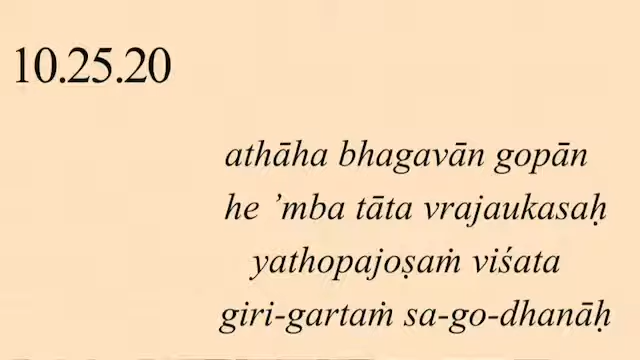 10.25.20
athāha bhagavān gopān
he ’mba tāta vrajaukasaḥ
yathopajoṣaṁ viśata
giri-gartaṁ sa-go-dhanāḥ